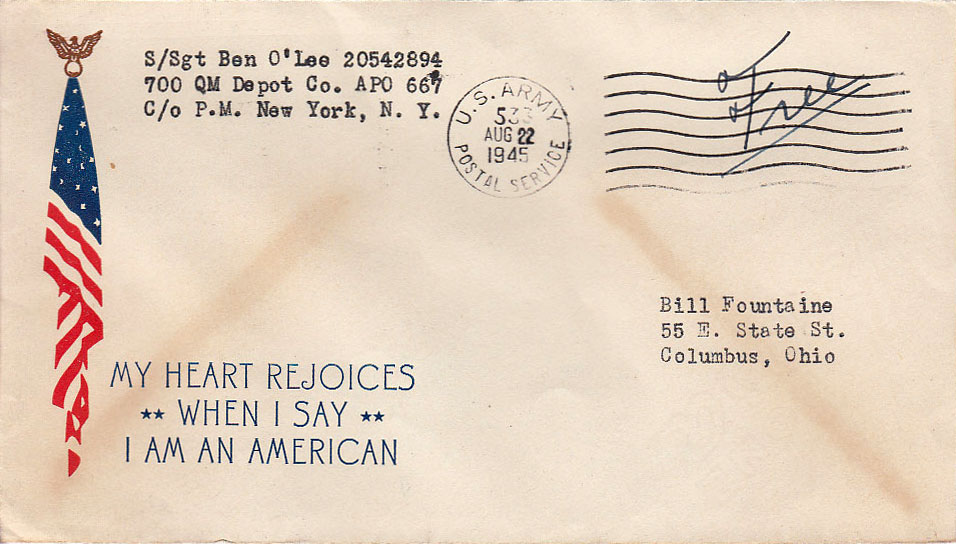 S/Sgt Ben O'Lee 20542894
700 QM Depot Co. APO 667
C/o P.M. New York, N. Y.
U.S. ARMY
533
AUG 22
1945
POSTAL SERVICE
Free
Bill Fountaine
55 E. State St.
Columbus, Ohio
MY HEART REJOICES
★★ WHEN I SAY ★★
I AM AN AMERICAN